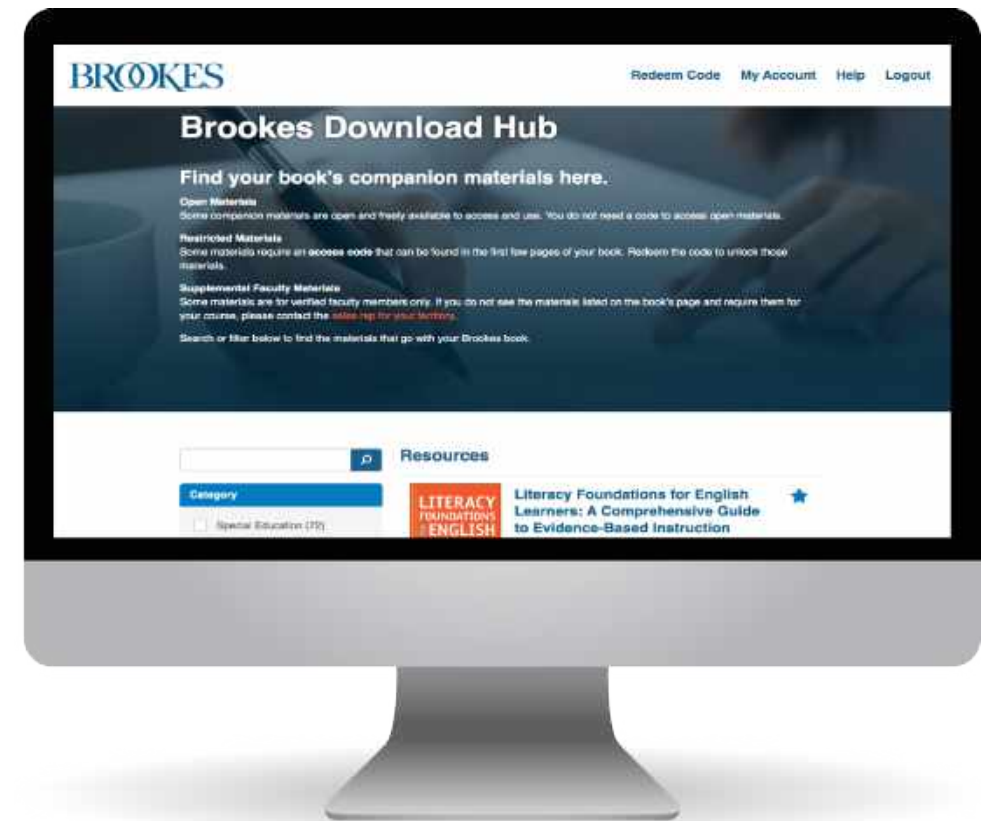 BROOKES
Redeem Code My Account Help Logout
Brookes Download Hub
Find your book's companion materials here.
Open Materials
Some companion materials are open and freely available to access and use. You do not need a code to access open materials.
Restricted Materials
Some materials require an access code that can be found in the first few pages of your book. Redeem the code to unlock those
materials.
Supplemental Faculty Materials
Some materials are for verified faculty members only. If you do not see the materials listed on the book's page and require them for
your course, please contact the sales rep for your territory.
Search or filter below to find the materials that go with your Brookes book.
Resources
Category
Special Education (72)
LITERACY
FOUNDATIONS
ENGLISH
Literacy Foundations for English
Learners: A Comprehensive Guide
to Evidence-Based Instruction